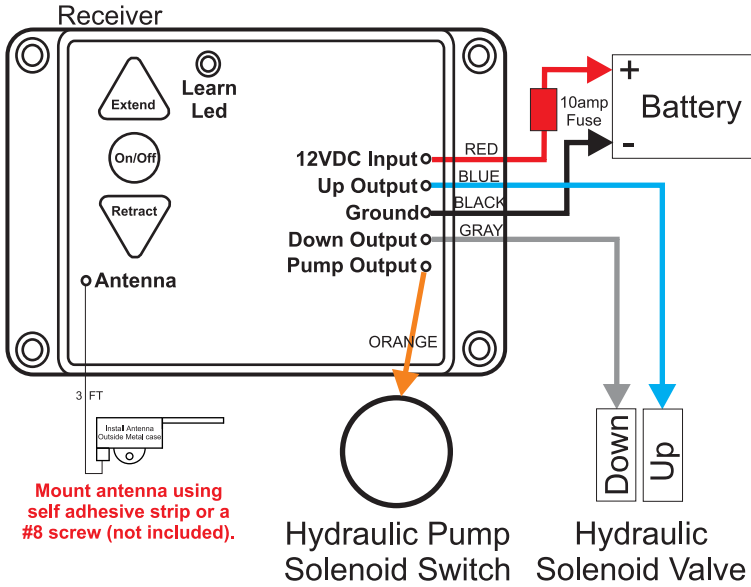 Receiver
Extend
Learn
Led
On/Off
Retract
Antenna
12VDC Input
Up Output
Ground
Down Output
Pump Output
RED
BLUE
BLACK
GRAY
ORANGE
10amp
Fuse
+
Battery
-
3 FT
Install Antenna
Outside Metal case
Mount antenna using
self adhesive strip or a
#8 screw (not included).
Hydraulic Pump
Solenoid Switch
Down
Up
Hydraulic
Solenoid Valve